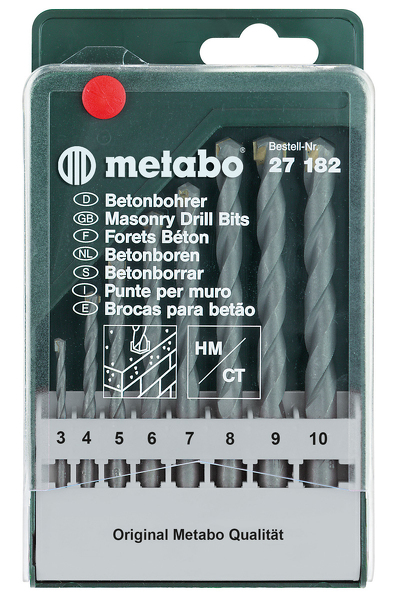 metabo®
Bestell-Nr.
27 182
D Betonbohrer
GB Masonry Drill Bits
F Forets Béton
NL Betonboren
S Betonborrar
I Punte per muro
E Brocas para betão
HM
CT
3 4 5 6 7 8 9 10
Original Metabo Qualität